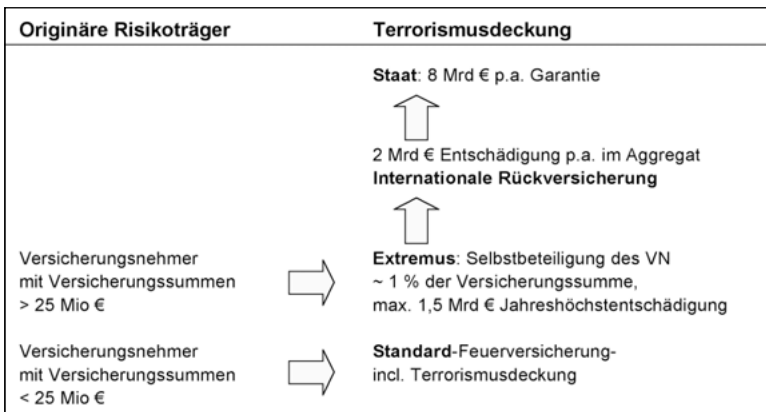 Originäre Risikoträger Terrorismusdeckung
Staat: 8 Mrd € p.a. Garantie
2 Mrd € Entschädigung p.a. im Aggregat
Internationale Rückversicherung
Versicherungsnehmer
mit Versicherungssummen
> 25 Mio €
Extremus: Selbstbeteiligung des VN
~ 1 % der Versicherungssumme,
max. 1,5 Mrd € Jahreshöchstentschädigung
Versicherungsnehmer
mit Versicherungssummen
< 25 Mio €
Standard-Feuerversicherung-
incl. Terrorismusdeckung